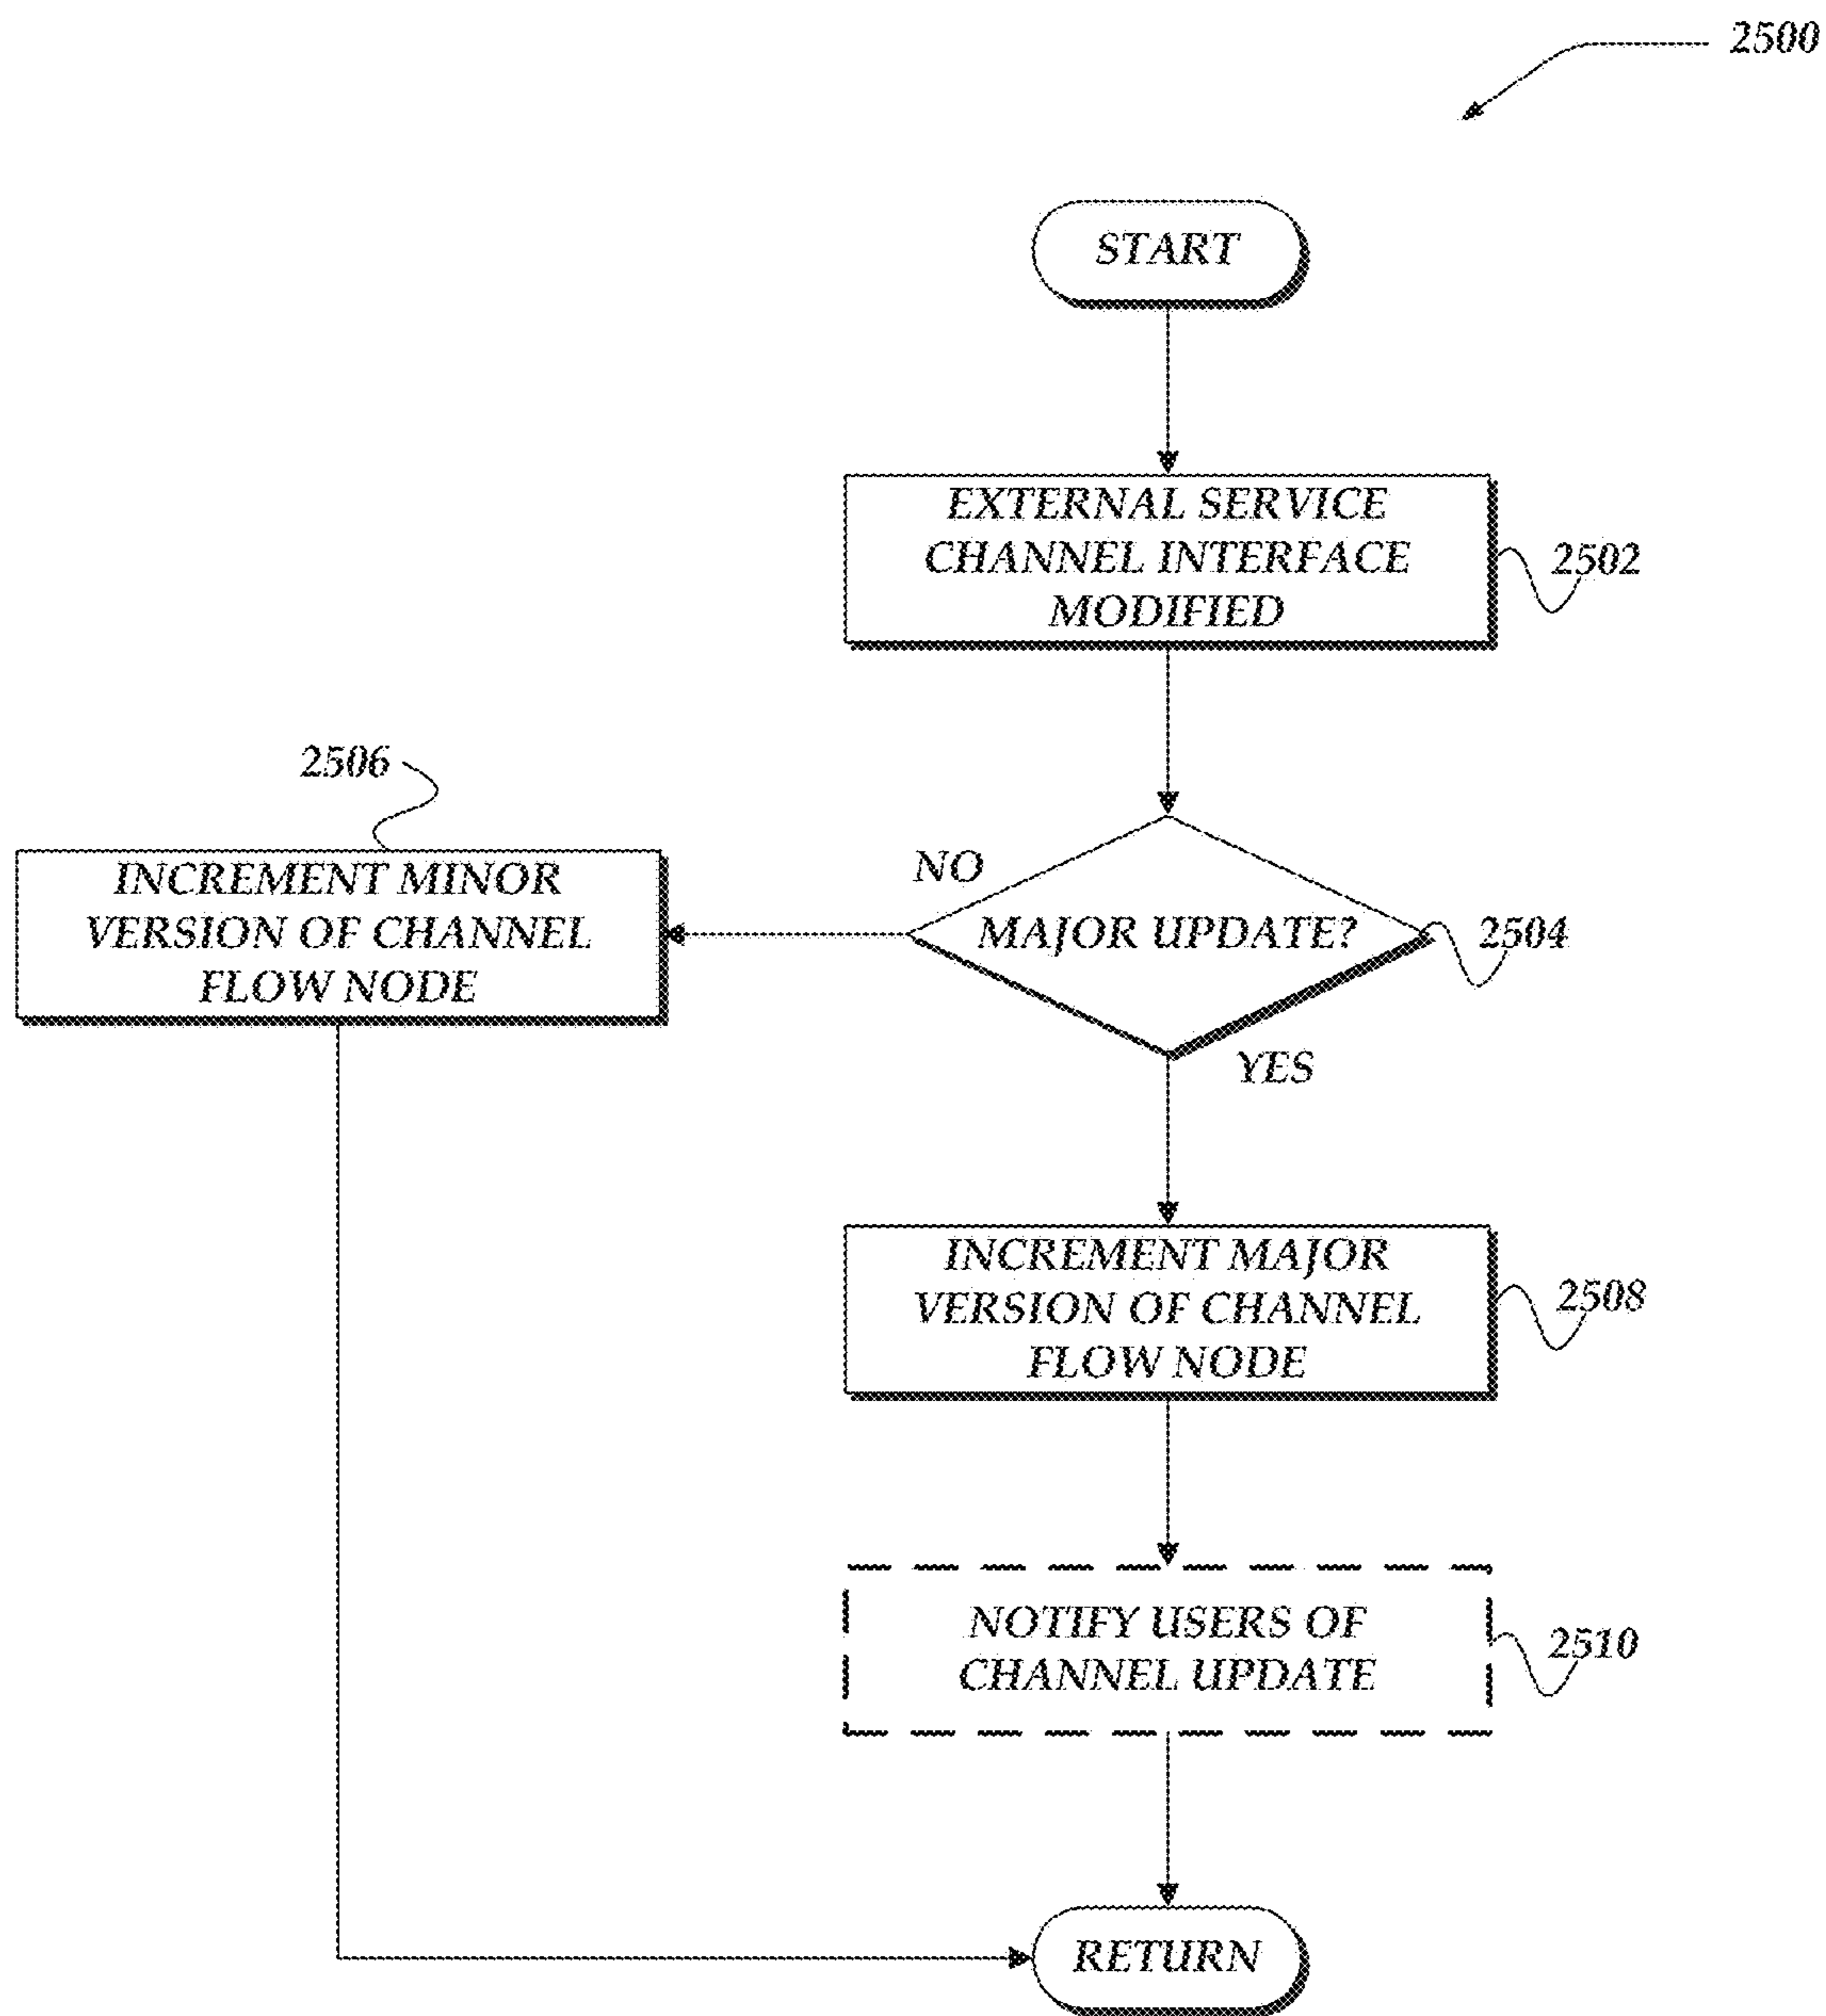 2500
START
EXTERNAL SERVICE
CHANNEL INTERFACE
MODIFIED
2502
2506
INCREMENT MINOR
VERSION OF CHANNEL
FLOW NODE
NO
MAJOR UPDATE?
2504
YES
INCREMENT MAJOR
VERSION OF CHANNEL
FLOW NODE
2508
NOTIFY USERS OF
CHANNEL UPDATE
2510
RETURN